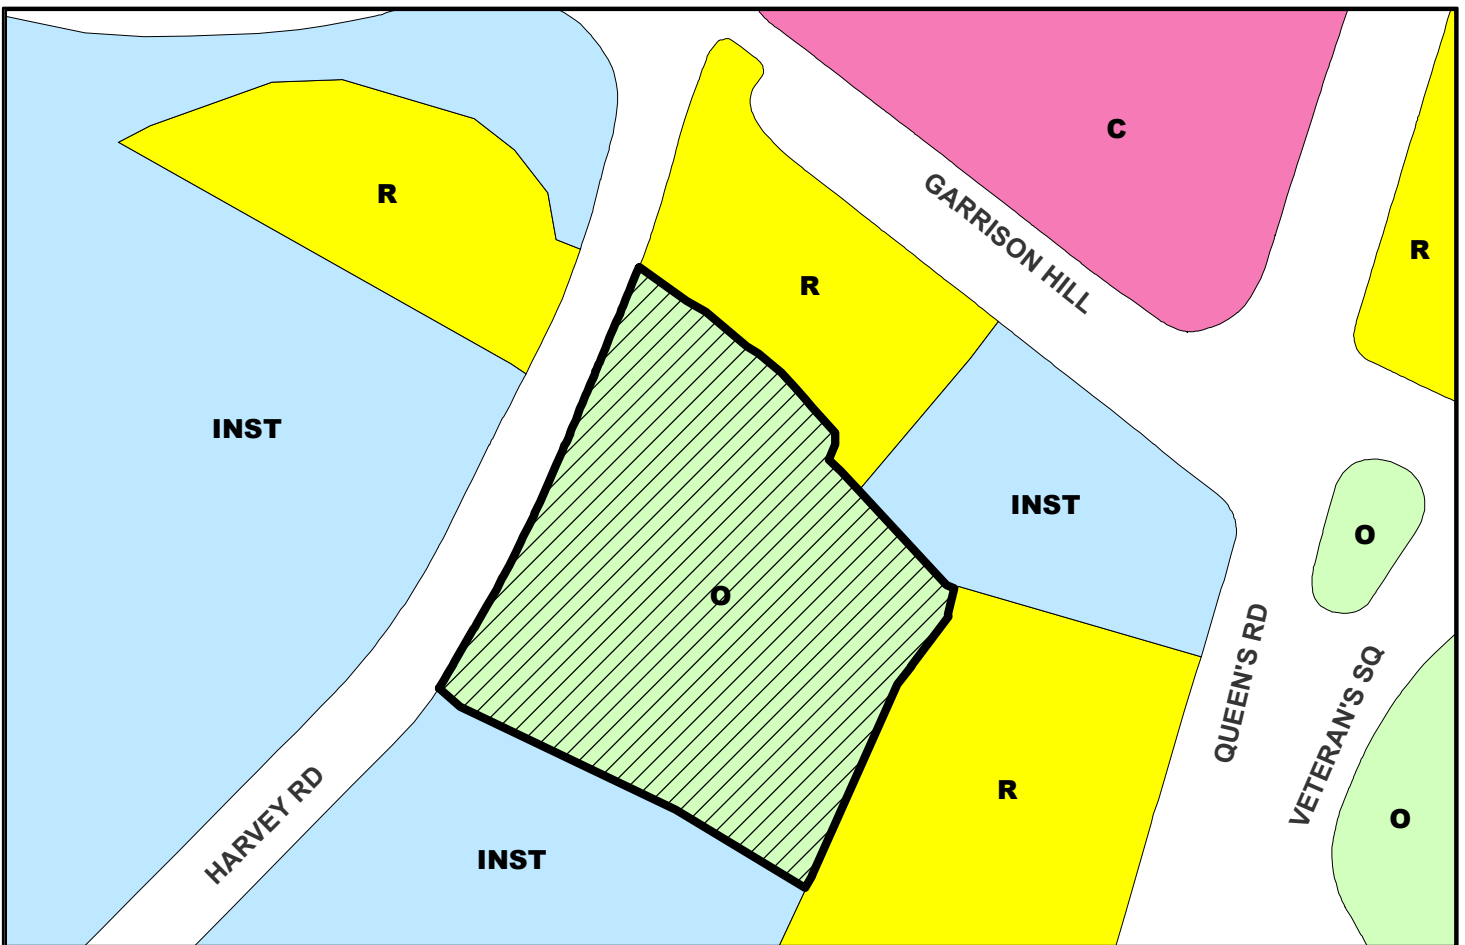 C
R
GARRISON HILL
R
R
INST
INST
O
O
QUEEN'S RD
VETERAN'S SQ
R
O
HARVEY RD
INST